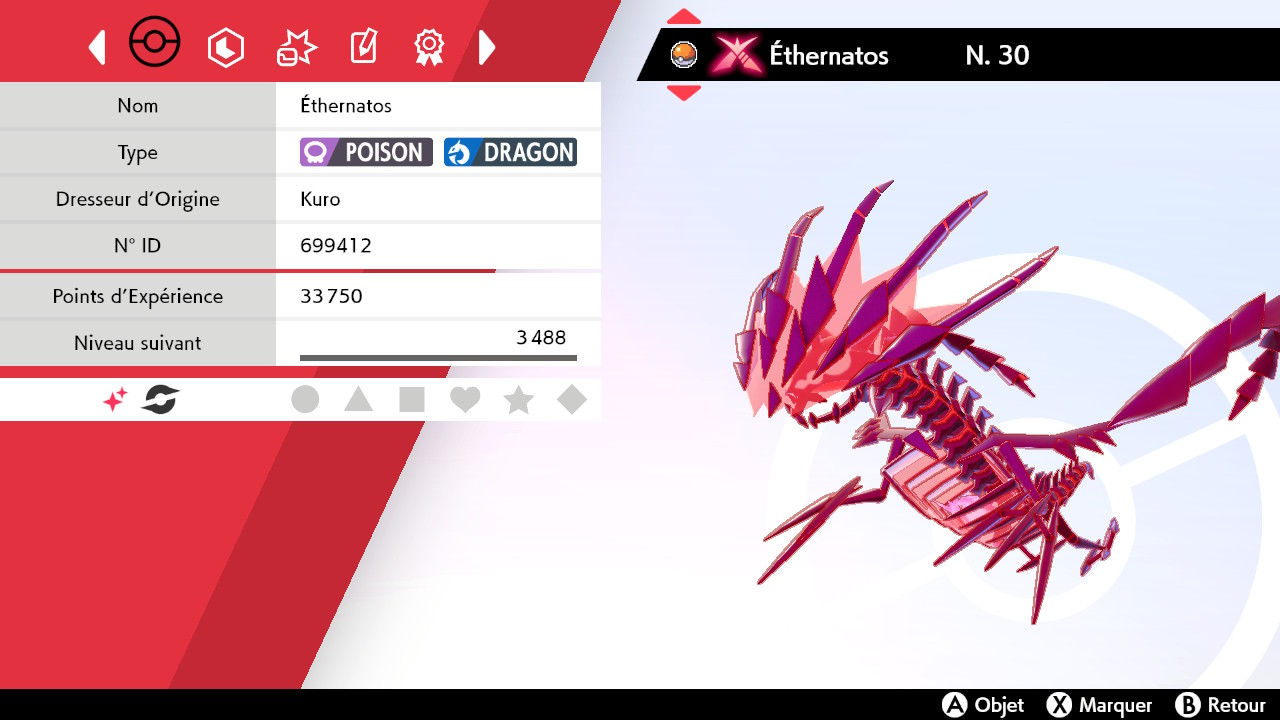 Éthernatos N. 30
Nom Éthernatos
Type POISON DRAGON
Dresseur d'Origine Kuro
N° ID 699412
Points d'Expérience 33 750
Niveau suivant 3 488
A Objet X Marquer B Retour